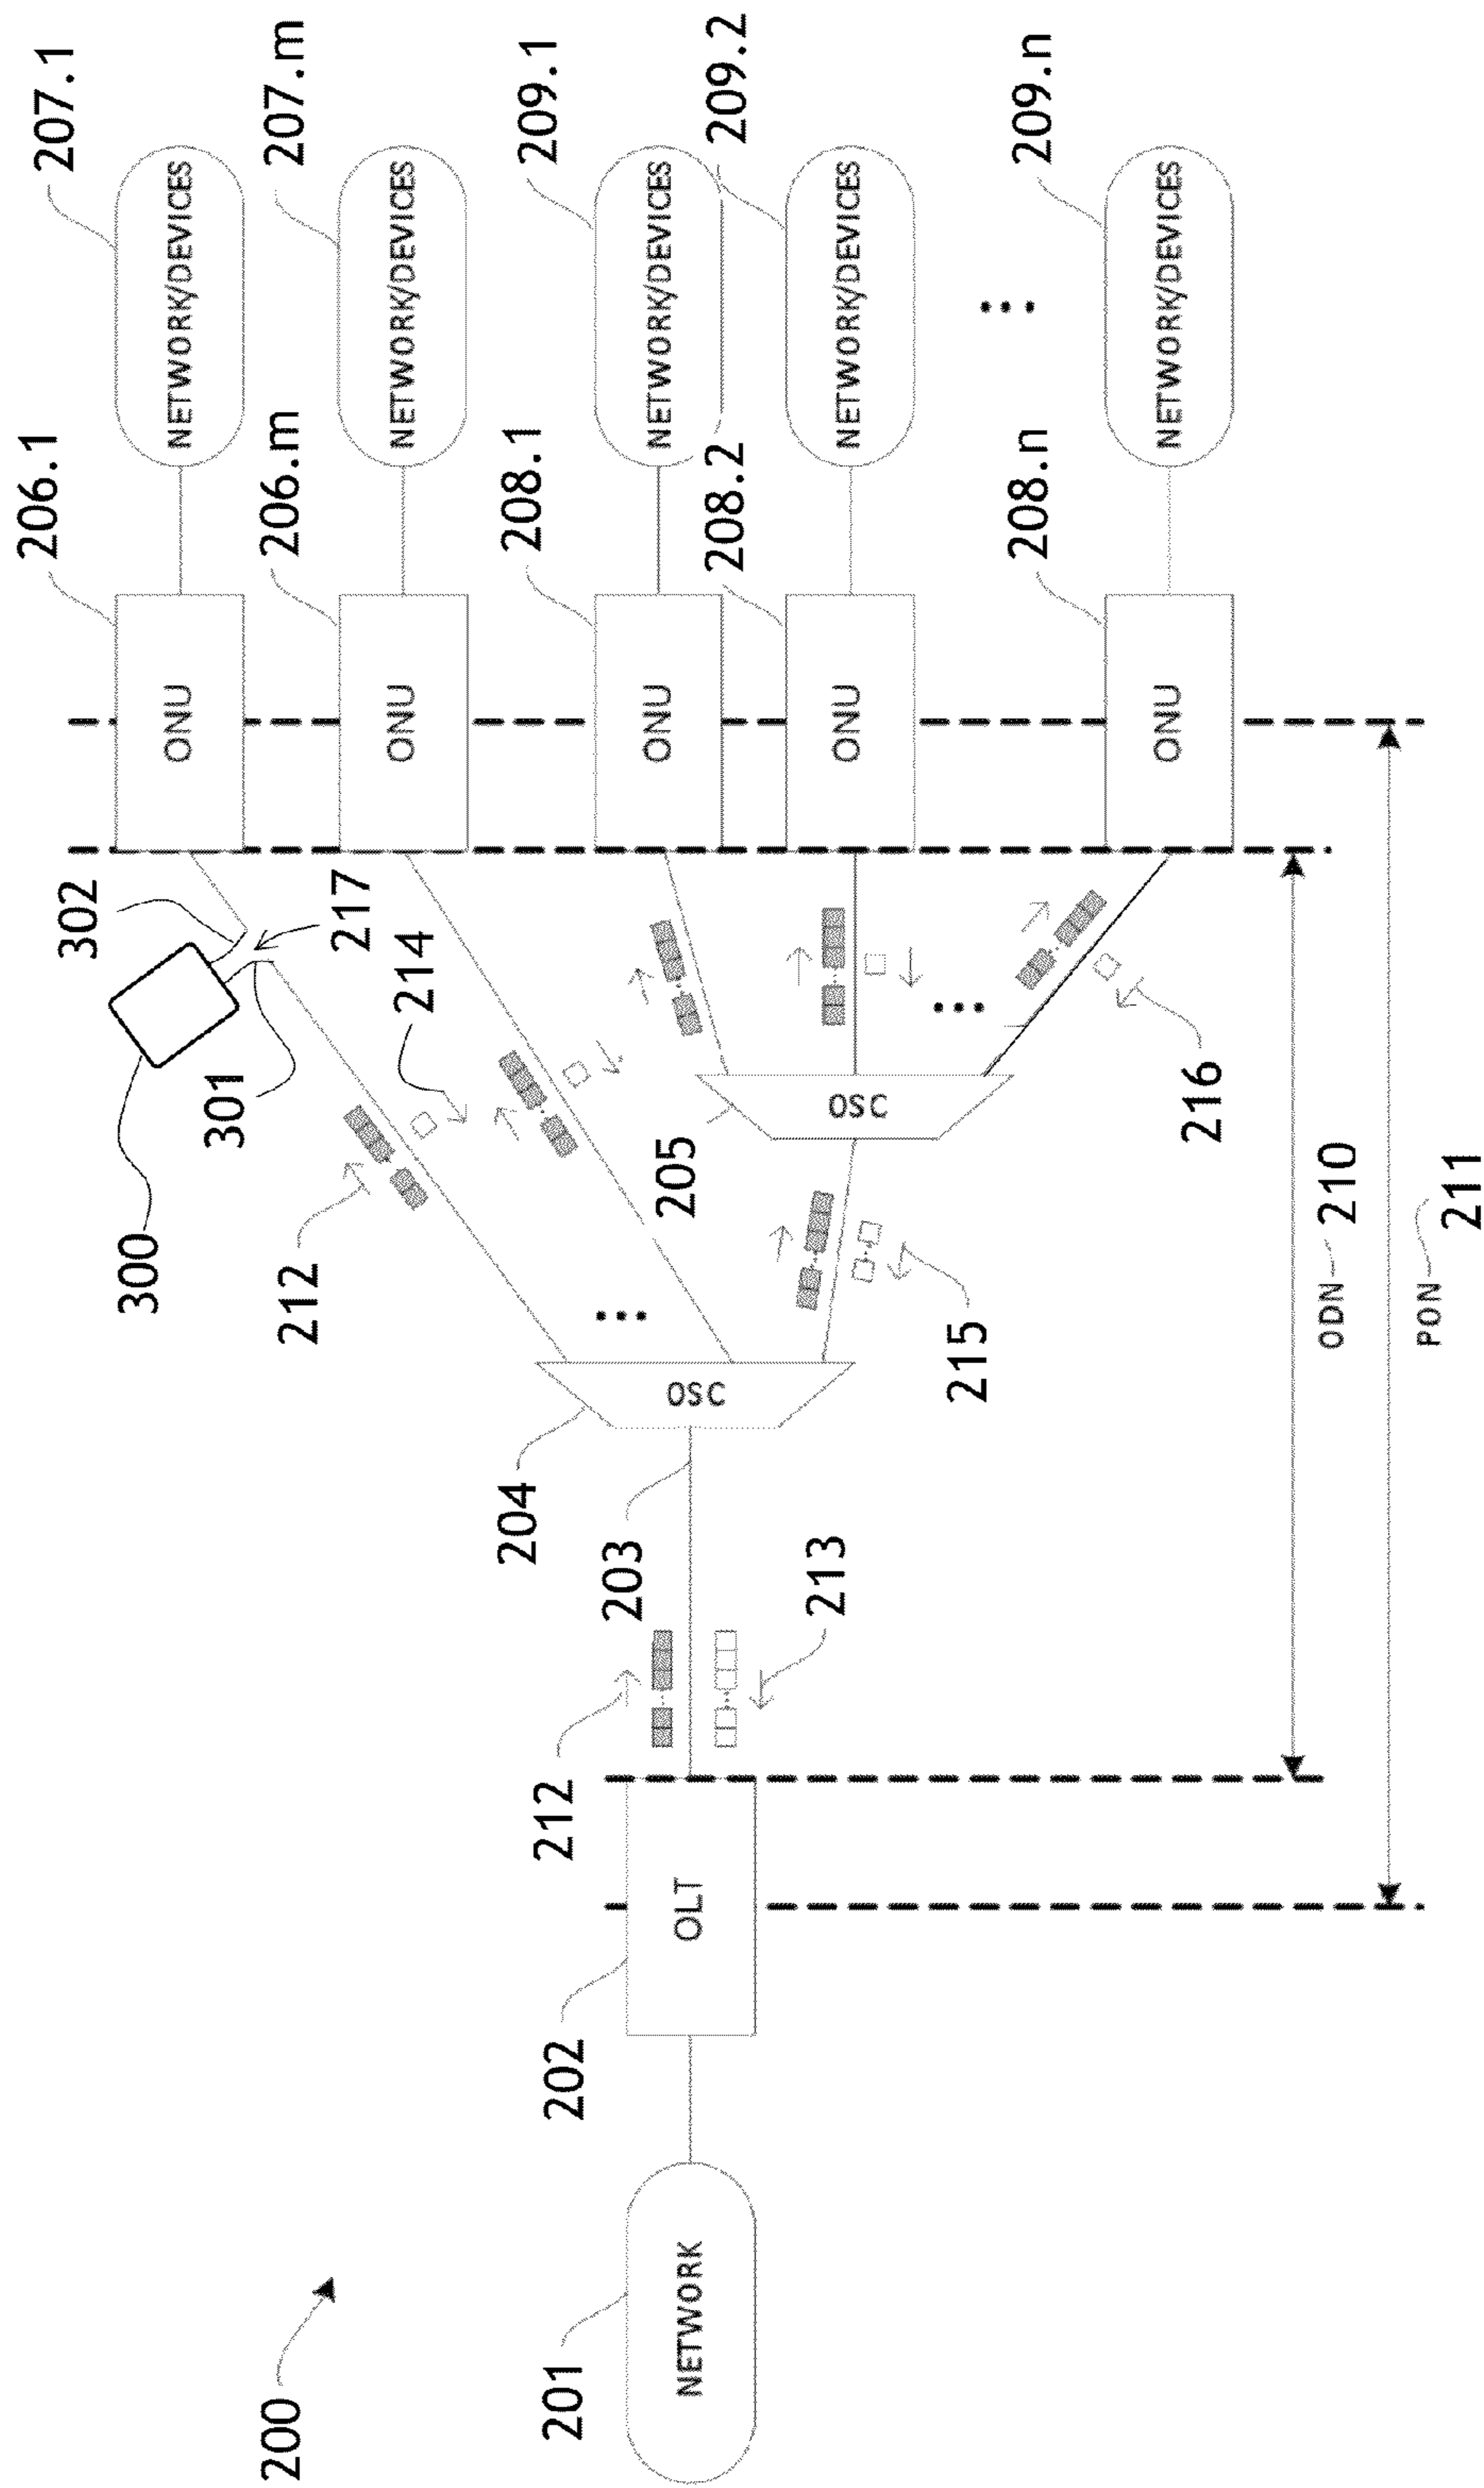 200
201
NETWORK
202
OLT
212
213
203
204
OSC
300
212
301
302
217
214
205
OSC
215
216
206.1
ONU
207.1
NETWORK/DEVICES
206.m
ONU
207.m
NETWORK/DEVICES
208.1
ONU
209.1
NETWORK/DEVICES
208.2
ONU
209.2
NETWORK/DEVICES
208.n
ONU
209.n
NETWORK/DEVICES
ODN 210
PON 211